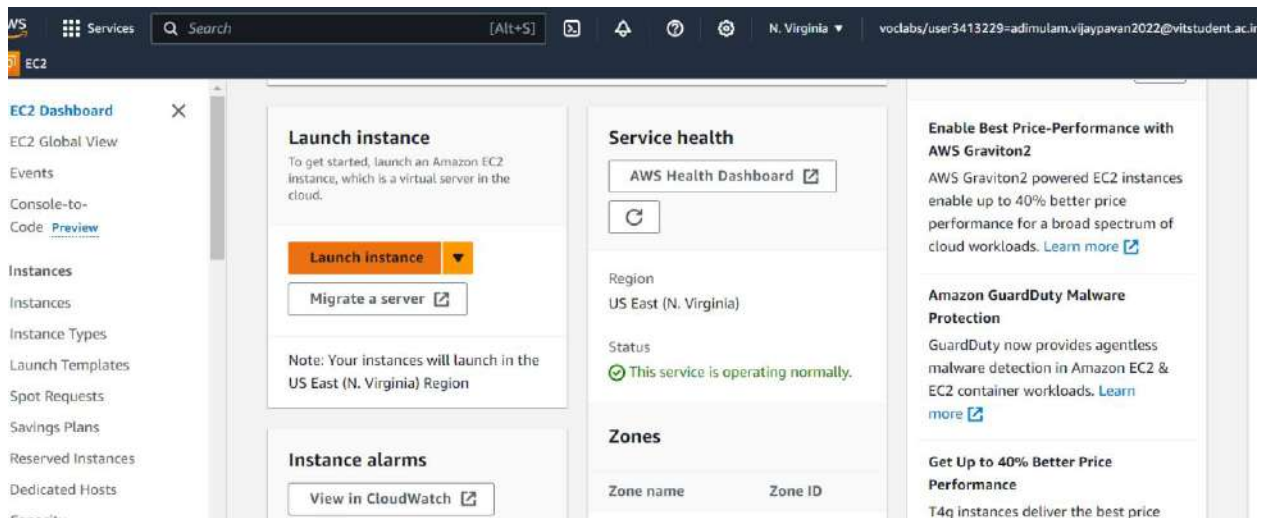 Services
Search
[Alt+S]
N. Virginia ▼
voclabs/user3413229=adimulam.vijaypavan2022@vitstudent.ac.in
EC2
EC2 Dashboard
EC2 Global View
Events
Console-to-
Code Preview
Instances
Instances
Instance Types
Launch Templates
Spot Requests
Savings Plans
Reserved Instances
Dedicated Hosts
Launch instance
To get started, launch an Amazon EC2
instance, which is a virtual server in the
cloud.
Launch instance
Migrate a server
Note: Your instances will launch in the
US East (N. Virginia) Region
Instance alarms
View in CloudWatch
Service health
AWS Health Dashboard
Region
US East (N. Virginia)
Status
This service is operating normally.
Zones
Zone name Zone ID
Enable Best Price-Performance with
AWS Graviton2
AWS Graviton2 powered EC2 instances
enable up to 40% better price
performance for a broad spectrum of
cloud workloads. Learn more
Amazon GuardDuty Malware
Protection
GuardDuty now provides agentless
malware detection in Amazon EC2 &
EC2 container workloads. Learn
more
Get Up to 40% Better Price
Performance
T4g instances deliver the best price